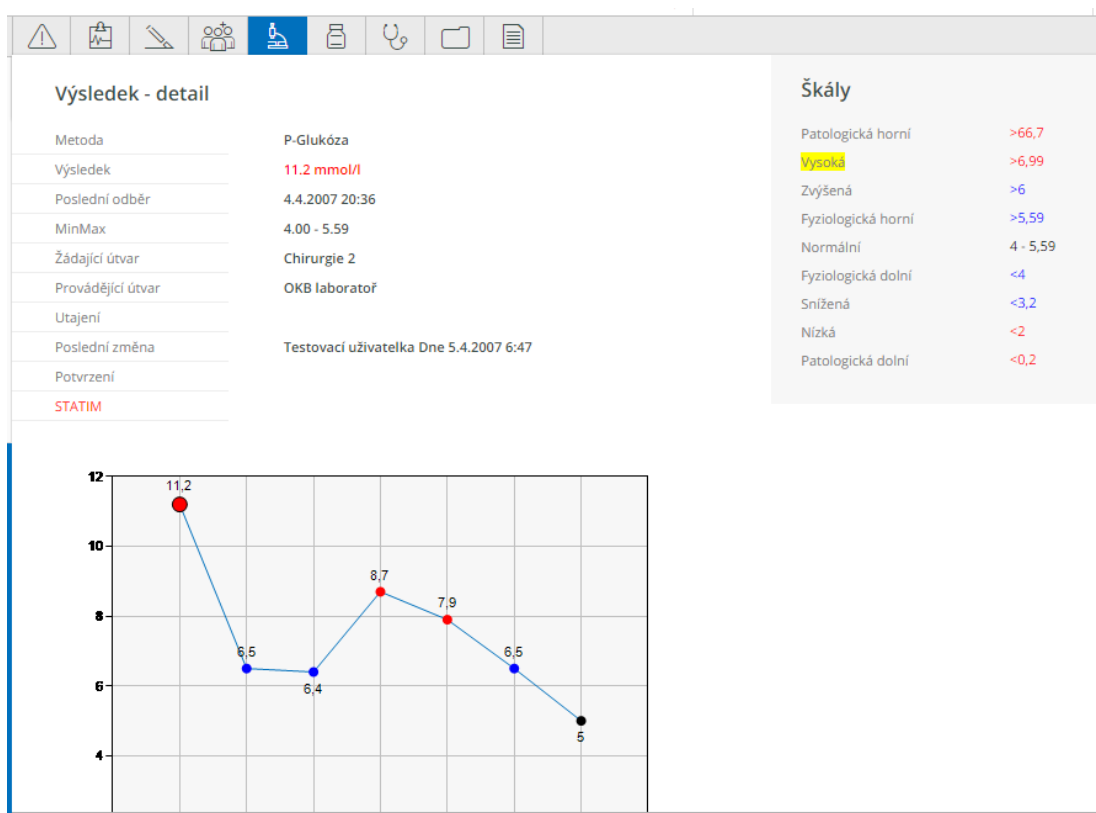 Výsledek - detail
Metoda P-Glukóza
Výsledek 11.2 mmol/l
Poslední odběr 4.4.2007 20:36
MinMax 4.00 - 5.59
Žádající útvar Chirurgie 2
Provádějící útvar OKB laboratoř
Utajení
Poslední změna Testovací uživatelka Dne 5.4.2007 6:47
Potvrzení
STATIM
Škály
Patologická horní >66,7
Vysoká >6,99
Zvýšená >6
Fyziologická horní >5,59
Normální 4 - 5,59
Fyziologická dolní <4
Snížená <3,2
Nízká <2
Patologická dolní <0,2
12
11,2
10
8,7
8
7,9
6,5
6,5
6,4
6
5
4